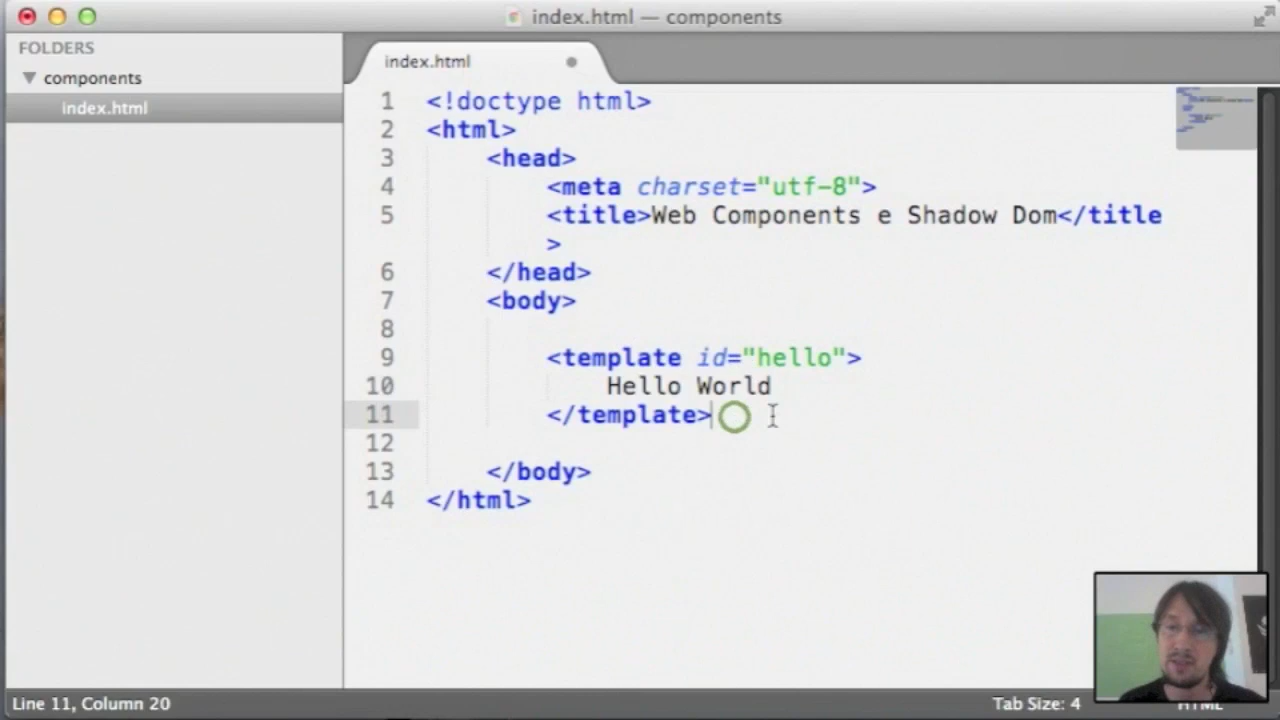 index.html — components
FOLDERS
components
index.html
index.html
1 <!doctype html>
2 <html>
3 <head>
4 <meta charset="utf-8">
5 <title>Web Components e Shadow Dom</title
>
6 </head>
7 <body>
8
9 <template id="hello">
10 Hello World
11 </template>
12
13 </body>
14 </html>
Line 11, Column 20
Tab Size: 4
HTML